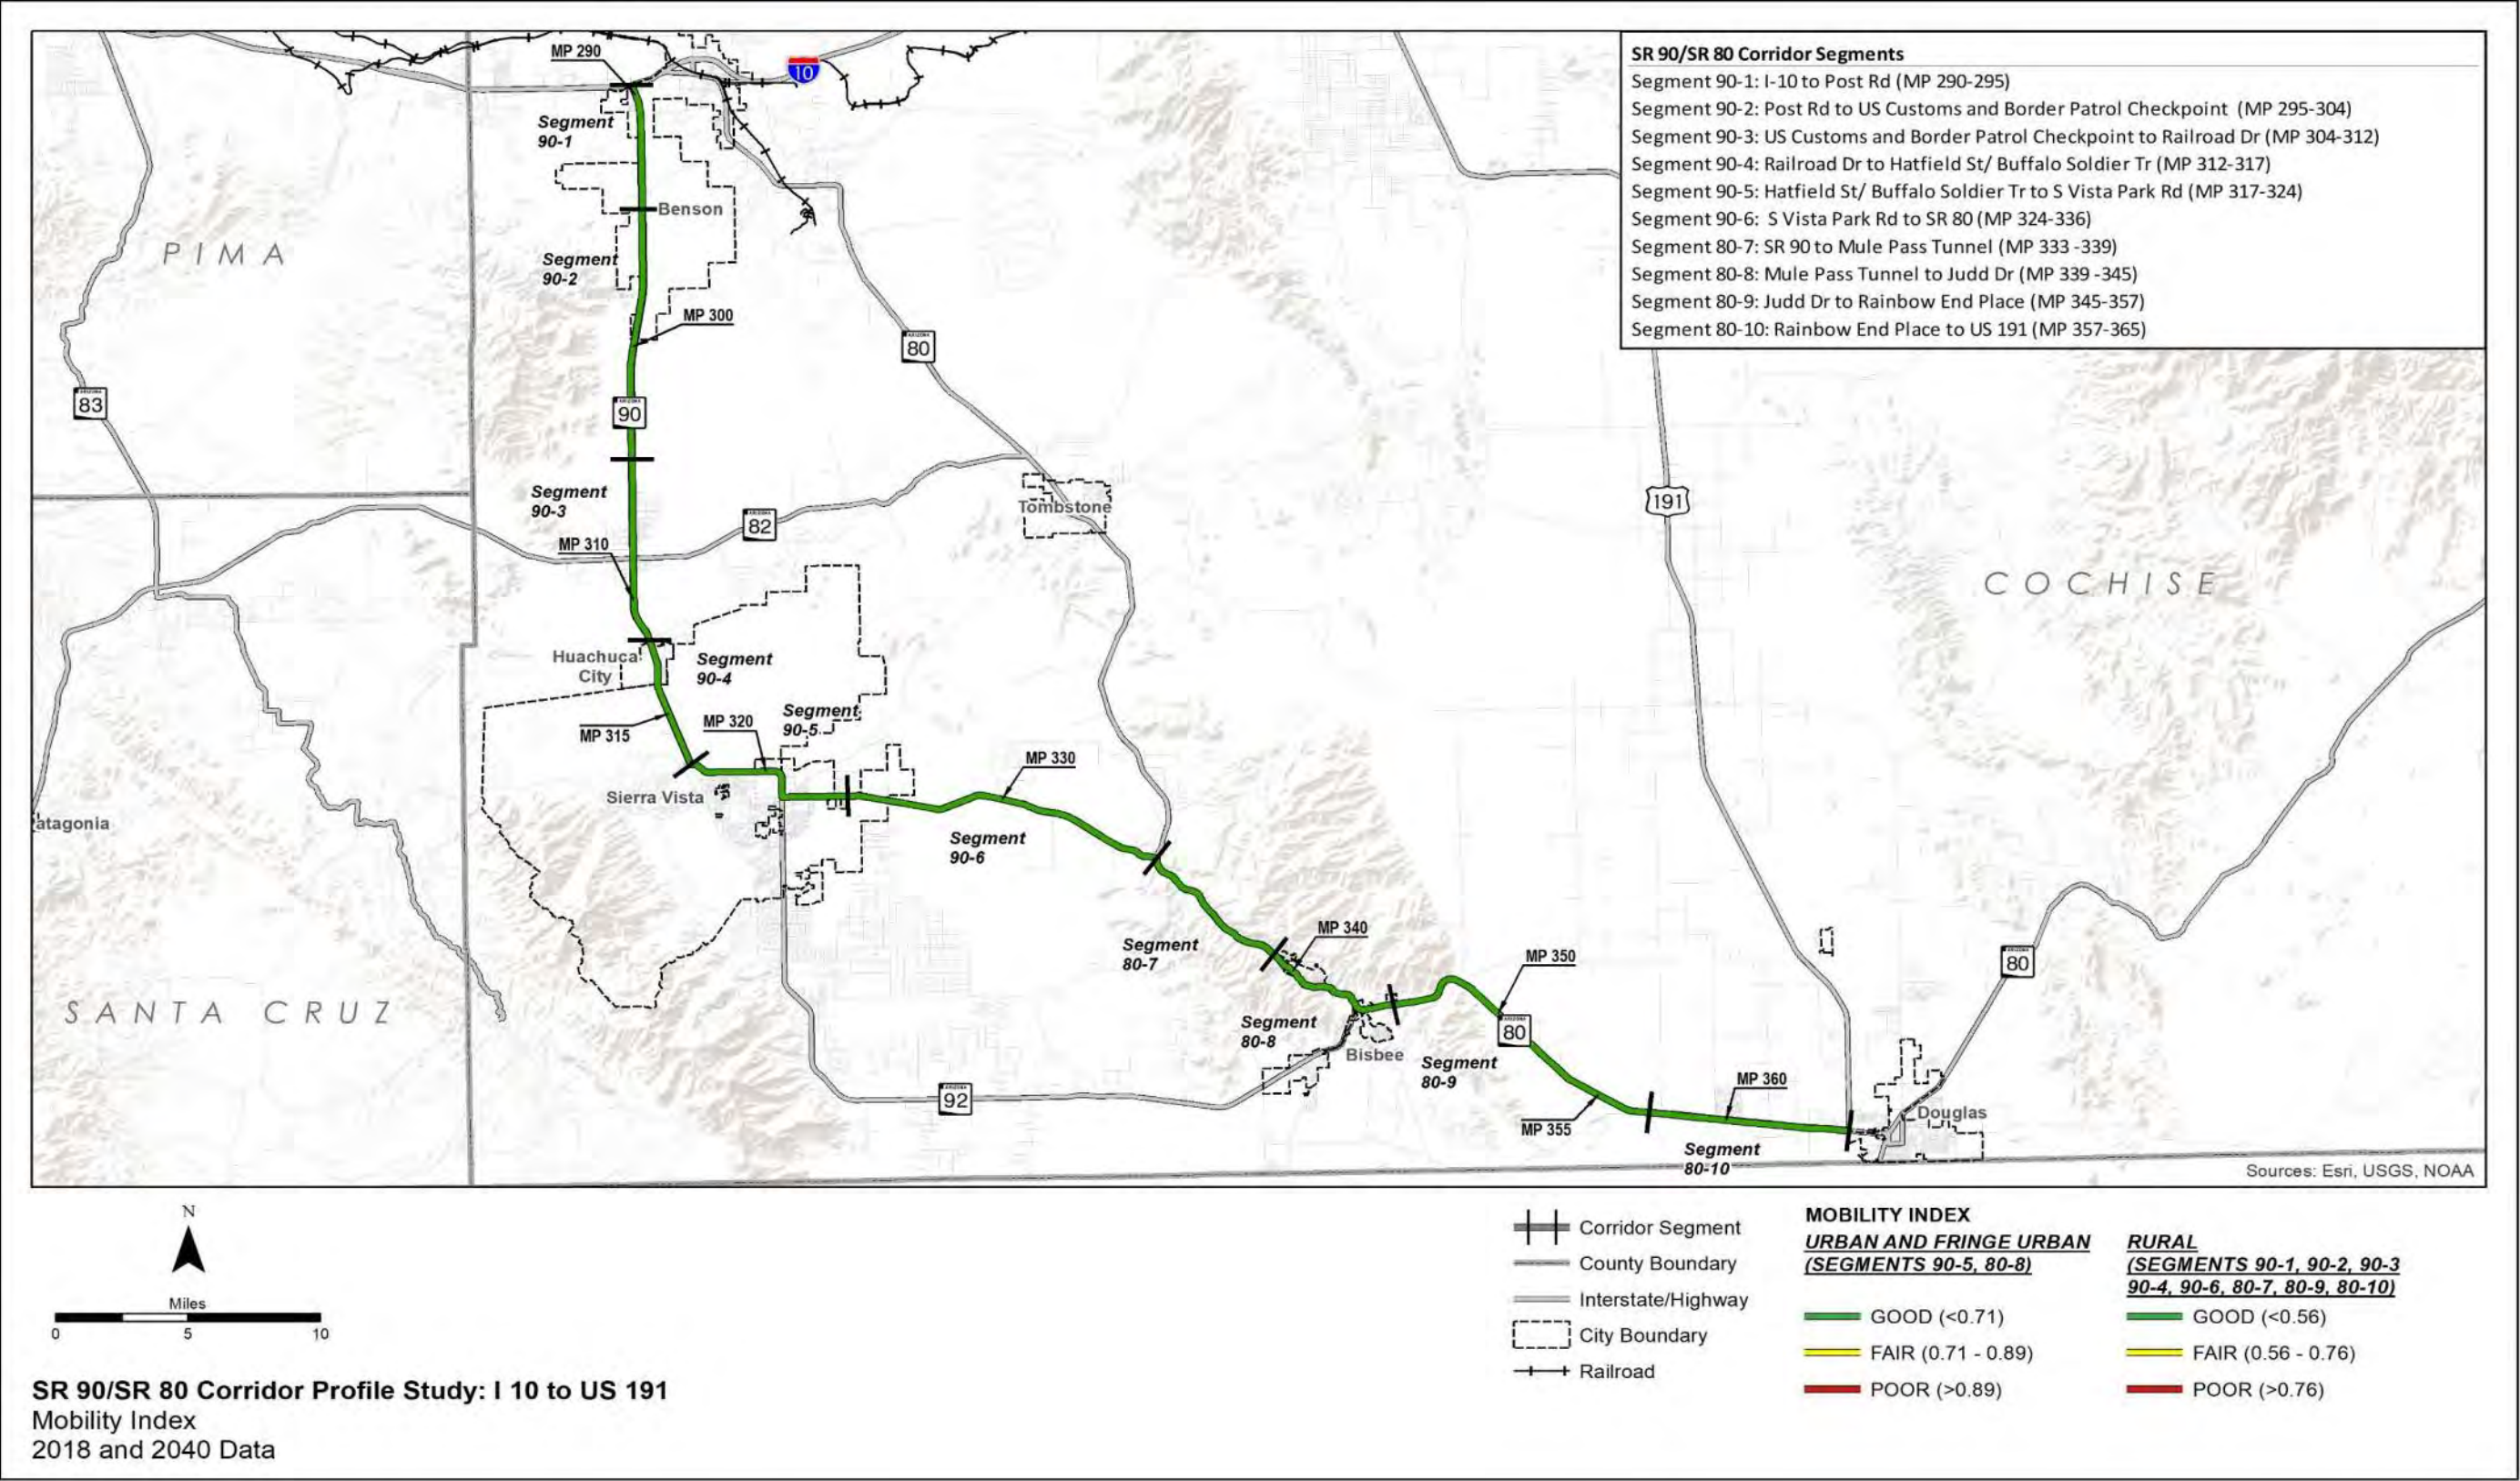 SR 90/SR 80 Corridor Segments
Segment 90-1: I-10 to Post Rd (MP 290-295)
Segment 90-2: Post Rd to US Customs and Border Patrol Checkpoint (MP 295-304)
Segment 90-3: US Customs and Border Patrol Checkpoint to Railroad Dr (MP 304-312)
Segment 90-4: Railroad Dr to Hatfield St/ Buffalo Soldier Tr (MP 312-317)
Segment 90-5: Hatfield St/ Buffalo Soldier Tr to S Vista Park Rd (MP 317-324)
Segment 90-6: S Vista Park Rd to SR 80 (MP 324-336)
Segment 80-7: SR 90 to Mule Pass Tunnel (MP 333 -339)
Segment 80-8: Mule Pass Tunnel to Judd Dr (MP 339 -345)
Segment 80-9: Judd Dr to Rainbow End Place (MP 345-357)
Segment 80-10: Rainbow End Place to US 191 (MP 357-365)
MP 290
10
Segment
90-1
Benson
PIMA
Segment
90-2
MP 300
ARIZONA
80
ARIZONA
83
ARIZONA
90
Segment
90-3
191
Tombstone
ARIZONA
82
MP 310
COCHISE
Huachuca
City
Segment
90-4
Segment
90-5
MP 320
MP 315
MP 330
Sierra Vista
atagonia
Segment
90-6
MP 340
Segment
80-7
MP 350
ARIZONA
80
SANTA CRUZ
Segment
80-8
ARIZONA
80
Bisbee
Segment
80-9
MP 360
ARIZONA
92
Douglas
MP 355
Segment
80-10
Sources: Esri, USGS, NOAA
N
Miles
0 5 10
Corridor Segment
County Boundary
Interstate/Highway
City Boundary
Railroad
MOBILITY INDEX
URBAN AND FRINGE URBAN
(SEGMENTS 90-5, 80-8)
GOOD (<0.71)
FAIR (0.71 - 0.89)
POOR (>0.89)
RURAL
(SEGMENTS 90-1, 90-2, 90-3
90-4, 90-6, 80-7, 80-9, 80-10)
GOOD (<0.56)
FAIR (0.56 - 0.76)
POOR (>0.76)
SR 90/SR 80 Corridor Profile Study: I 10 to US 191
Mobility Index
2018 and 2040 Data